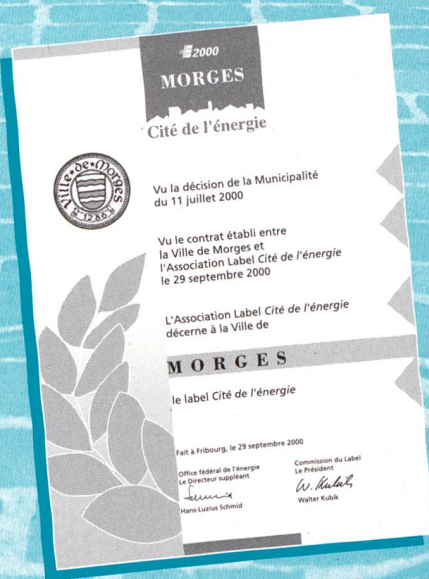 2000
MORGES
Cité de l'énergie
Ville•de•Morges
1286
Vu la décision de la Municipalité
du 11 juillet 2000
Vu le contrat établi entre
la Ville de Morges et
l'Association Label Cité de l'énergie
le 29 septembre 2000
L'Association Label Cité de l'énergie
décerne à la Ville de
MORGES
le label Cité de l'énergie
Fait à Fribourg, le 29 septembre 2000
Office fédéral de l'énergie
Le Directeur suppléant
Hans-Luzius Schmid
Commission du Label
Le Président
W. Kubik
Walter Kubik